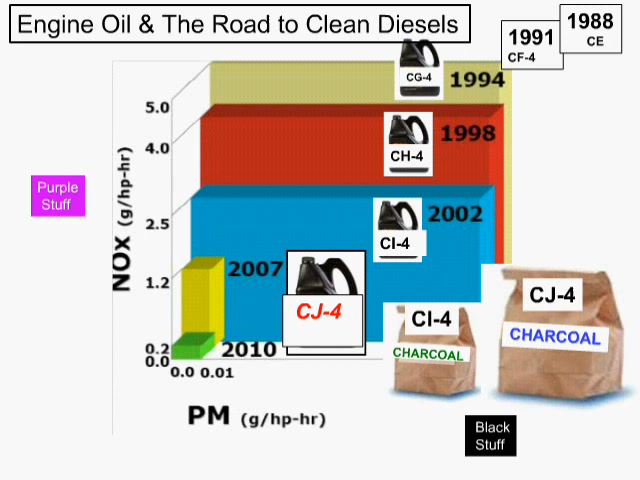 Engine Oil & The Road to Clean Diesels
1988
CE
1991
CF-4
CG-4
1994
5.0
4.0
CH-4
1998
Purple
Stuff
2.5
CI-4
2002
NOx (g/hp-hr)
1.2
2007
CJ-4
CI-4
CHARCOAL
CJ-4
CHARCOAL
0.2
0.0
2010
0.0 0.01
PM (g/hp-hr)
Black
Stuff